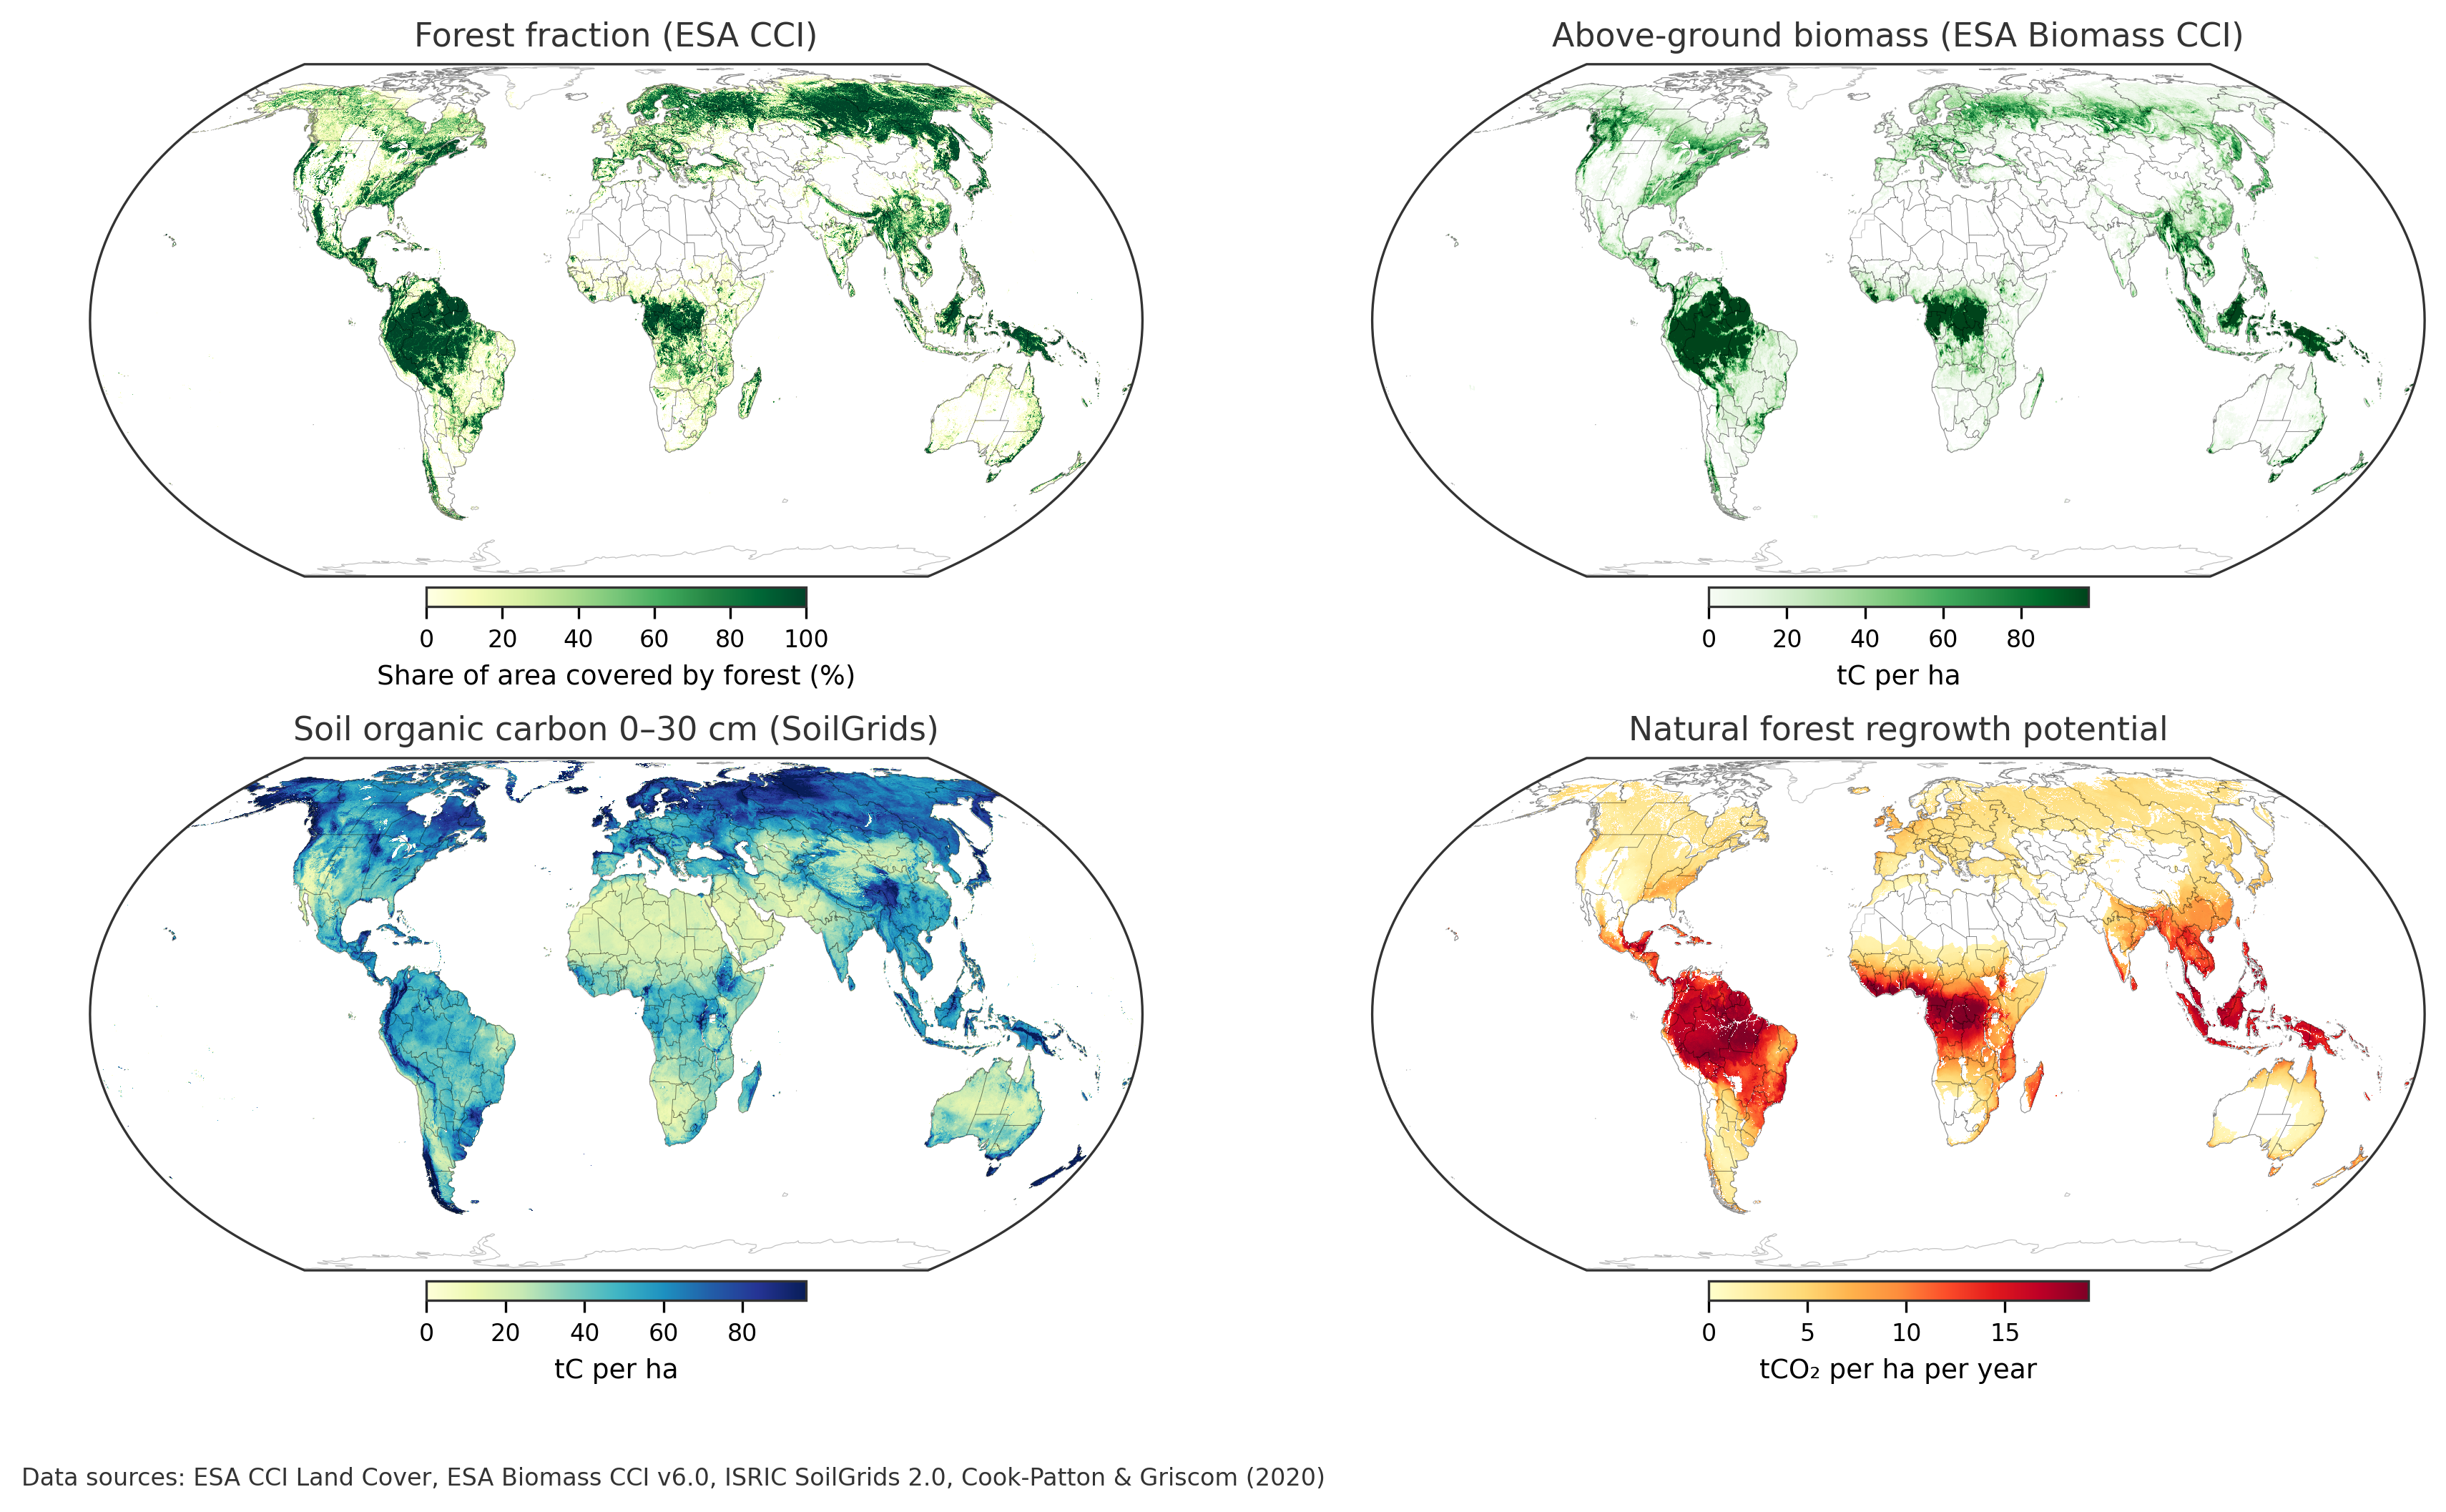 Forest fraction (ESA CCI)
0 20 40 60 80 100
Share of area covered by forest (%)
Above-ground biomass (ESA Biomass CCI)
0 20 40 60 80
tC per ha
Soil organic carbon 0–30 cm (SoilGrids)
0 20 40 60 80
tC per ha
Natural forest regrowth potential
0 5 10 15
tCO₂ per ha per year
Data sources: ESA CCI Land Cover, ESA Biomass CCI v6.0, ISRIC SoilGrids 2.0, Cook-Patton & Griscom (2020)